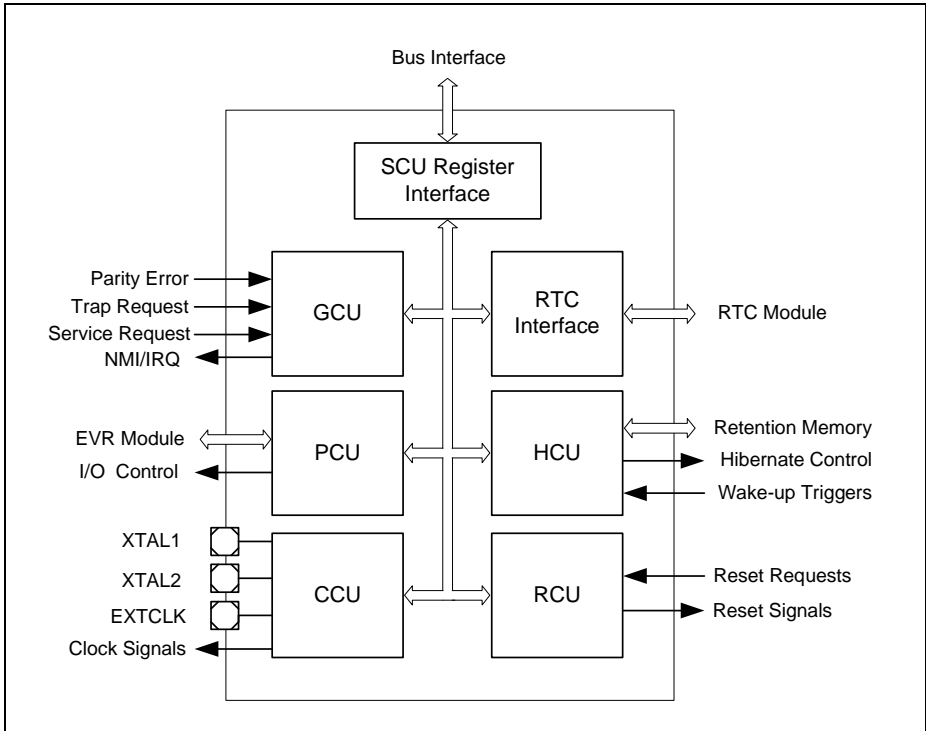 Bus Interface
SCU Register
Interface
Parity Error
Trap Request
Service Request
NMI/IRQ
GCU
RTC
Interface
RTC Module
EVR Module
I/O Control
PCU
HCU
Retention Memory
Hibernate Control
Wake-up Triggers
XTAL1
XTAL2
EXTCLK
Clock Signals
CCU
RCU
Reset Requests
Reset Signals